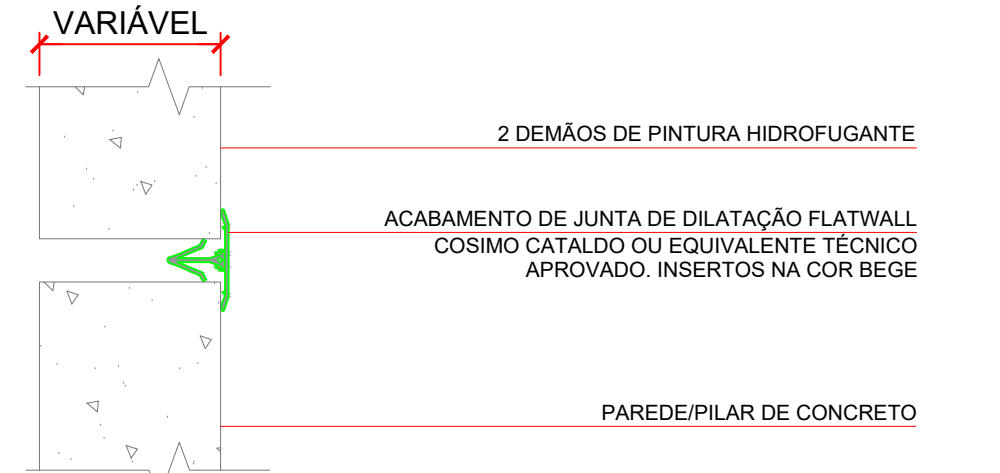 VARIÁVEL
2 DEMÃOS DE PINTURA HIDROFUGANTE
ACABAMENTO DE JUNTA DE DILATAÇÃO FLATWALL
COSIMO CATALDO OU EQUIVALENTE TÉCNICO
APROVADO. INSERTOS NA COR BEGE
PAREDE/PILAR DE CONCRETO